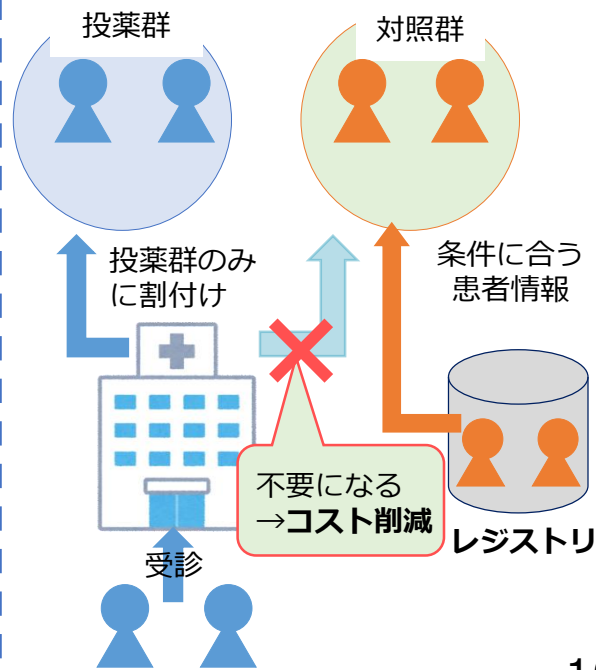 投薬群
対照群
投薬群のみ
に割付け
条件に合う
患者情報
不要になる
→コスト削減
レジストリ
受診